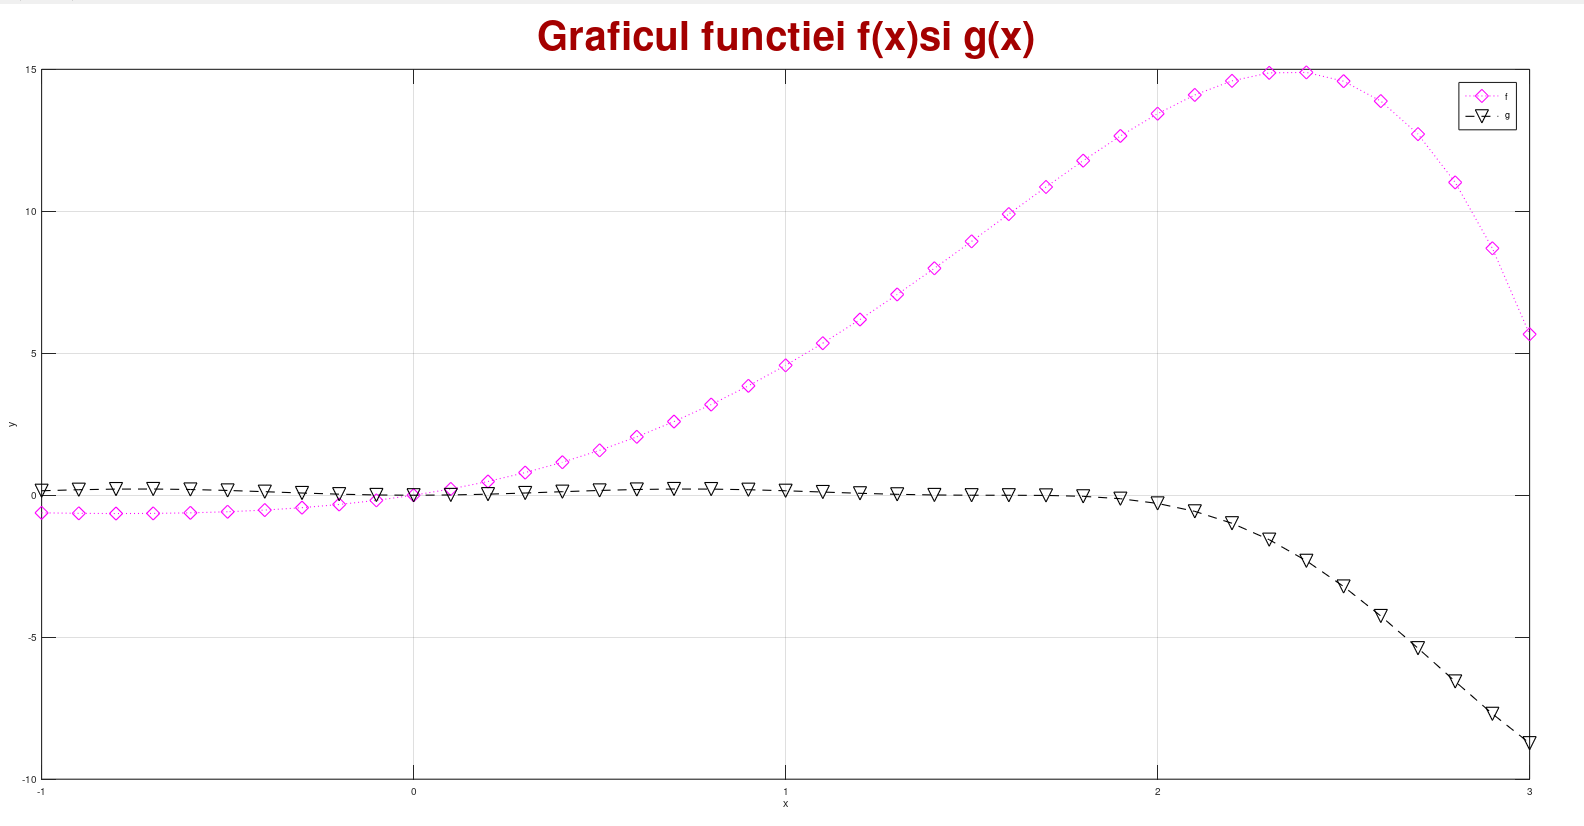 Graficul functiei f(x)si g(x)
15
f
g
10
5
y
0
-5
-10
-1 0 1 2 3
x